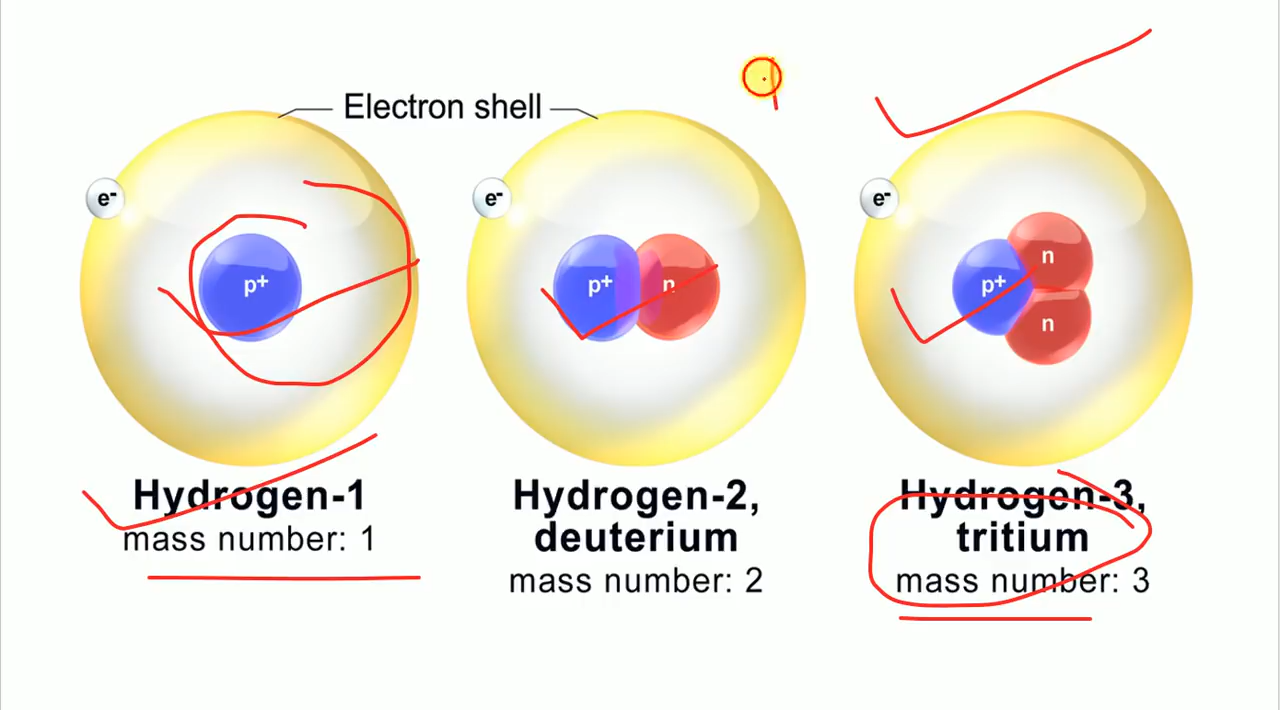 Electron shell
e-
p+
e-
p+ n
e-
p+
n
n
Hydrogen-1
mass number: 1
Hydrogen-2,
deuterium
mass number: 2
Hydrogen-3,
tritium
mass number: 3